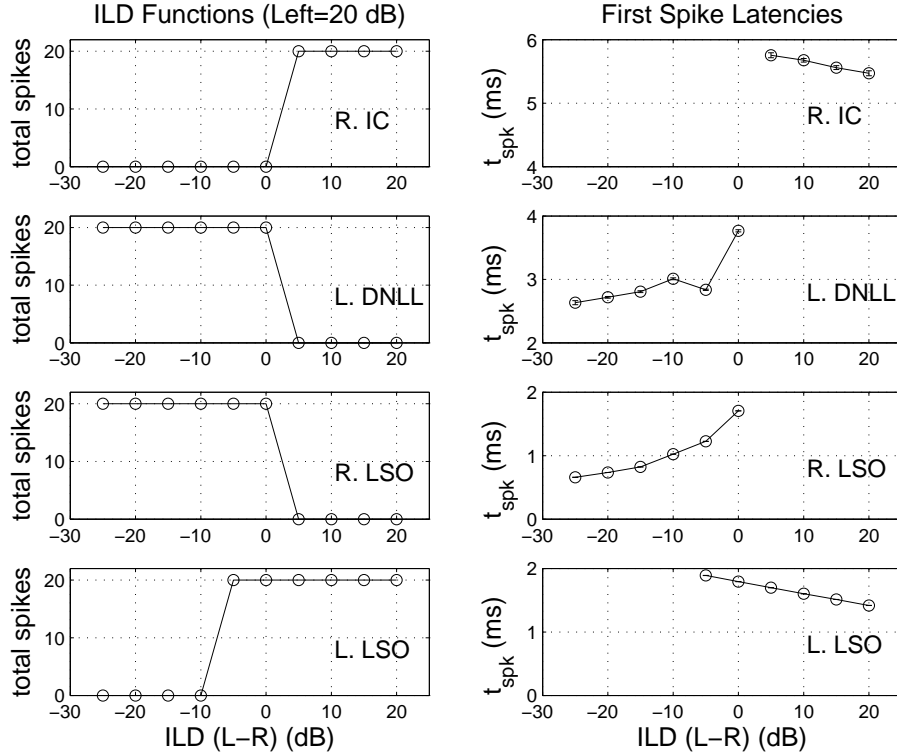 ILD Functions (Left=20 dB)
First Spike Latencies
total spikes
20
10
0
−30 −20 −10 0 10 20
R. IC
t_spk (ms)
6
5
4
−30 −20 −10 0 10 20
R. IC
total spikes
20
10
0
−30 −20 −10 0 10 20
L. DNLL
t_spk (ms)
4
3
2
−30 −20 −10 0 10 20
L. DNLL
total spikes
20
10
0
−30 −20 −10 0 10 20
R. LSO
t_spk (ms)
2
1
0
−30 −20 −10 0 10 20
R. LSO
total spikes
20
10
0
−30 −20 −10 0 10 20
L. LSO
ILD (L−R) (dB)
t_spk (ms)
2
1
0
−30 −20 −10 0 10 20
L. LSO
ILD (L−R) (dB)